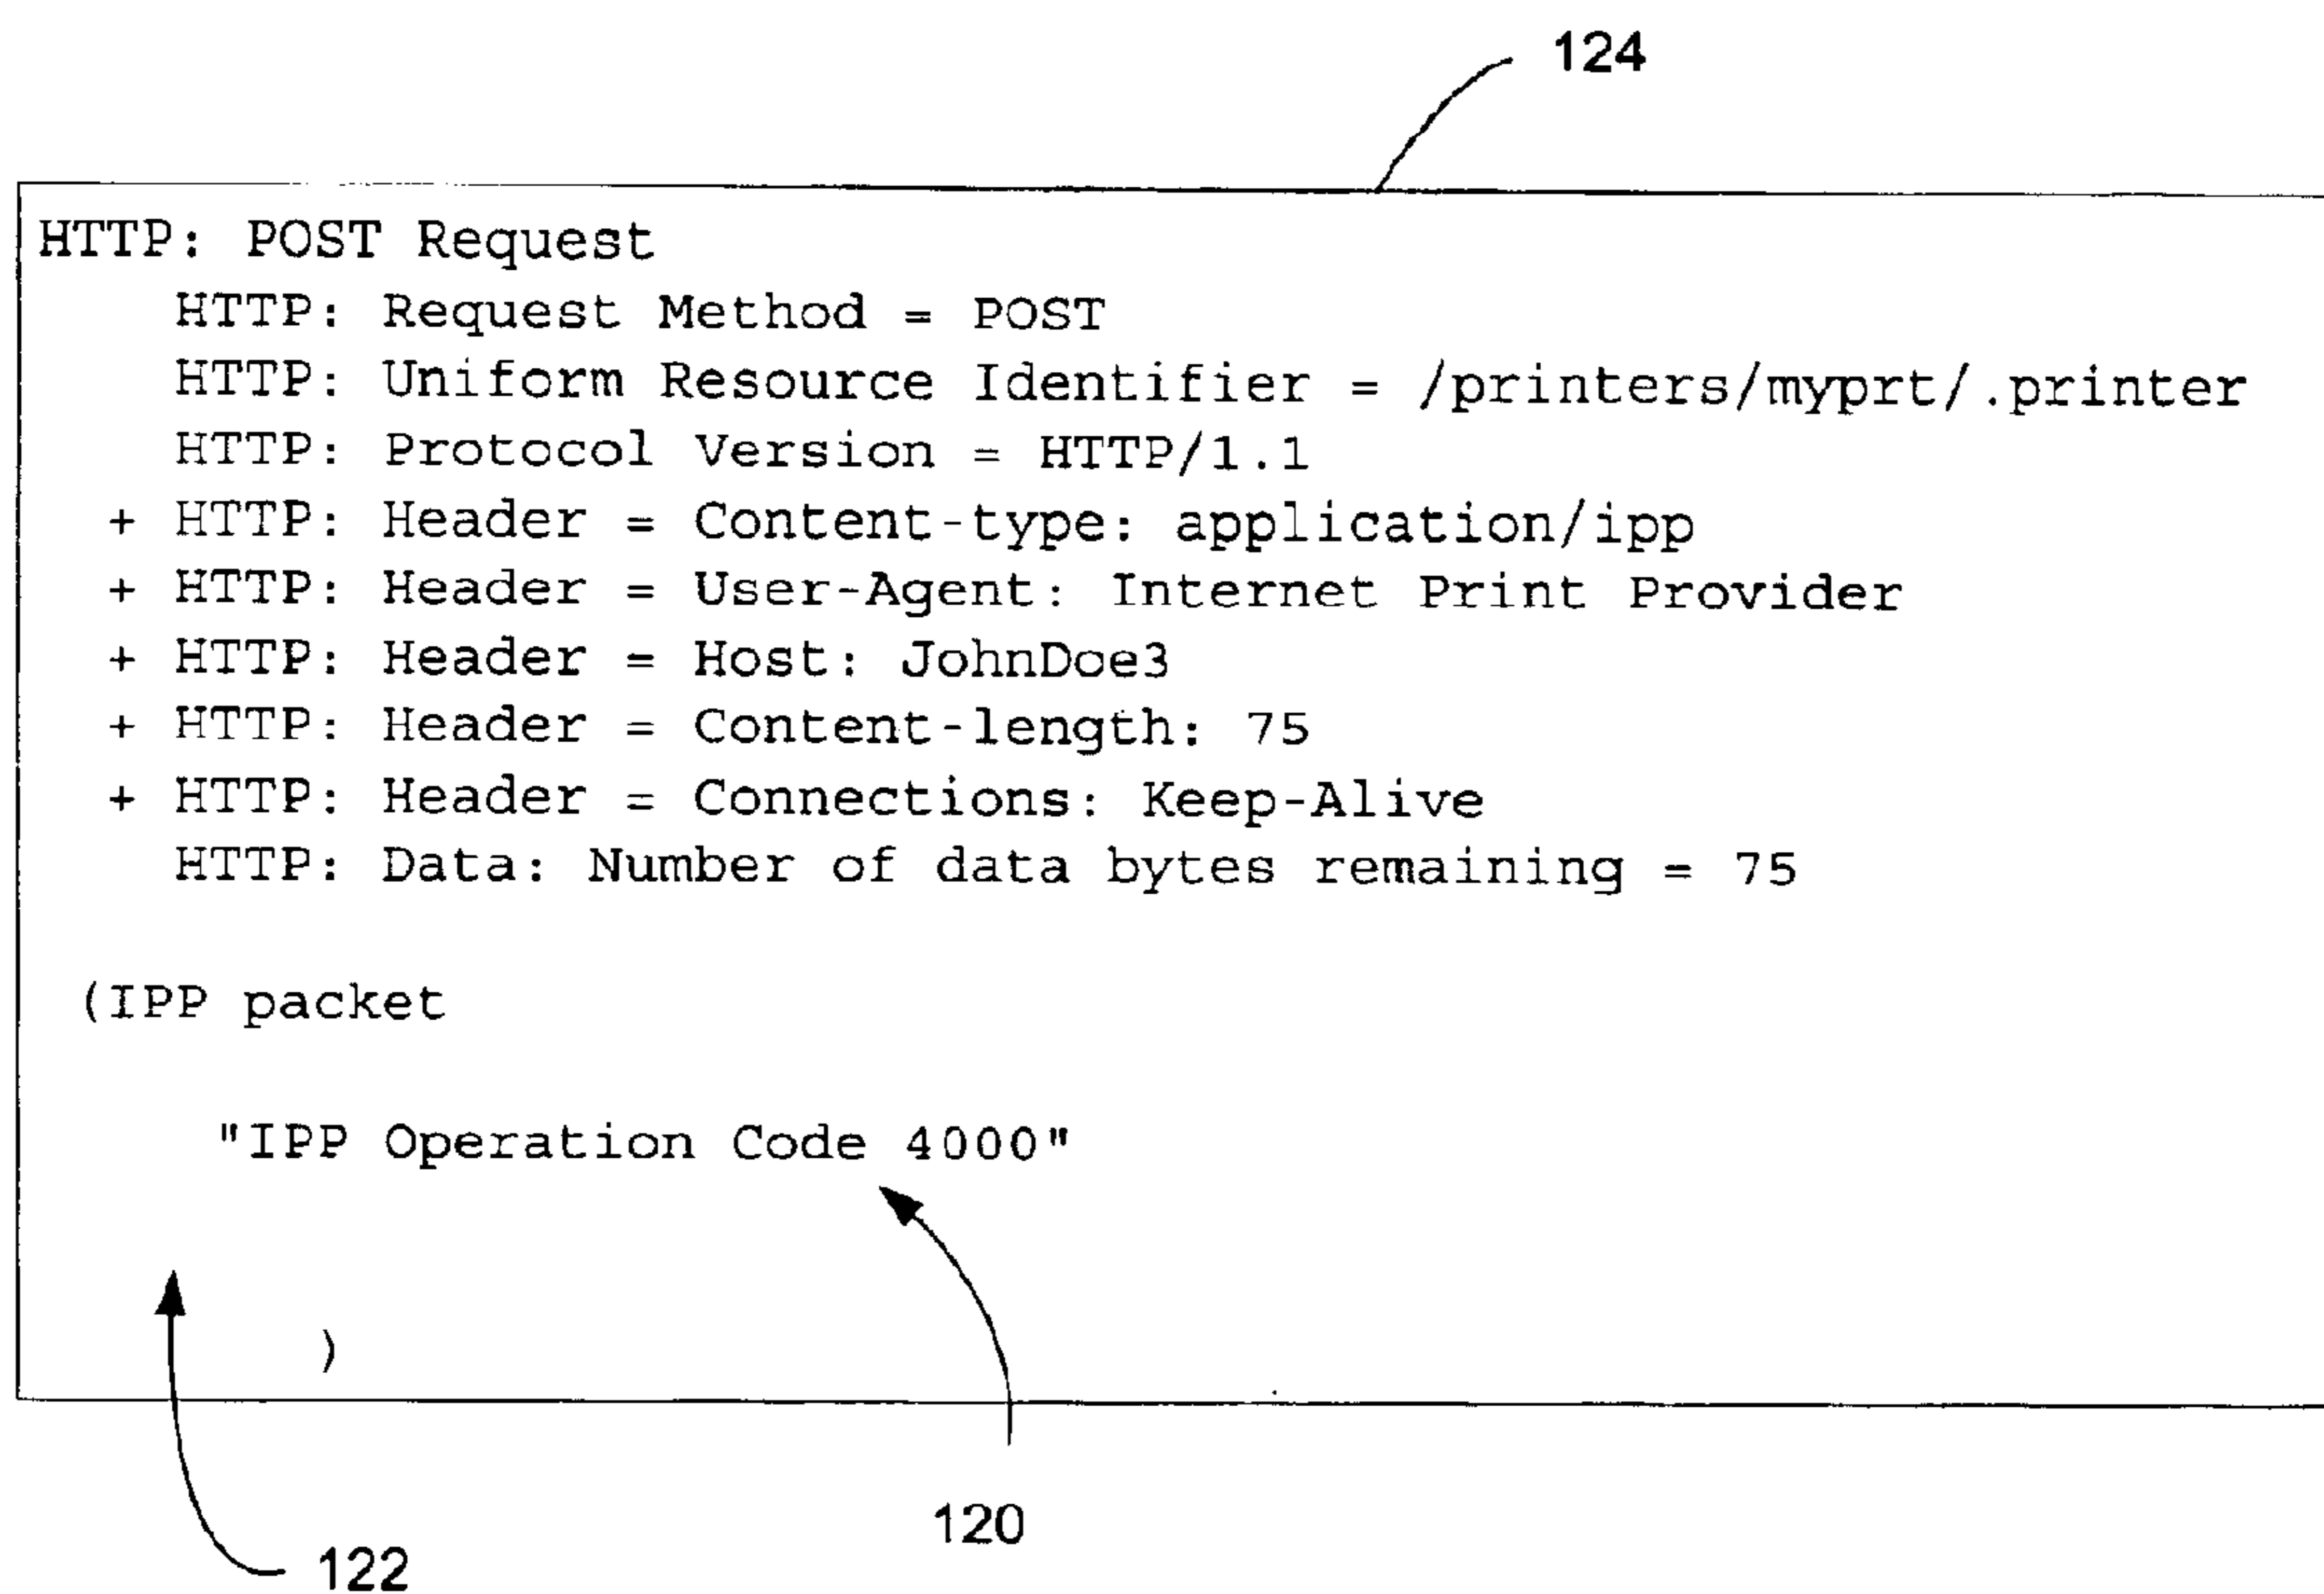 124
HTTP: POST Request
HTTP: Request Method = POST
HTTP: Uniform Resource Identifier = /printers/myprt/.printer
HTTP: Protocol Version = HTTP/1.1
+ HTTP: Header = Content-type: application/ipp
+ HTTP: Header = User-Agent: Internet Print Provider
+ HTTP: Header = Host: JohnDoe3
+ HTTP: Header = Content-length: 75
+ HTTP: Header = Connections: Keep-Alive
HTTP: Data: Number of data bytes remaining = 75
(IPP packet
"IPP Operation Code 4000"
)
120
122